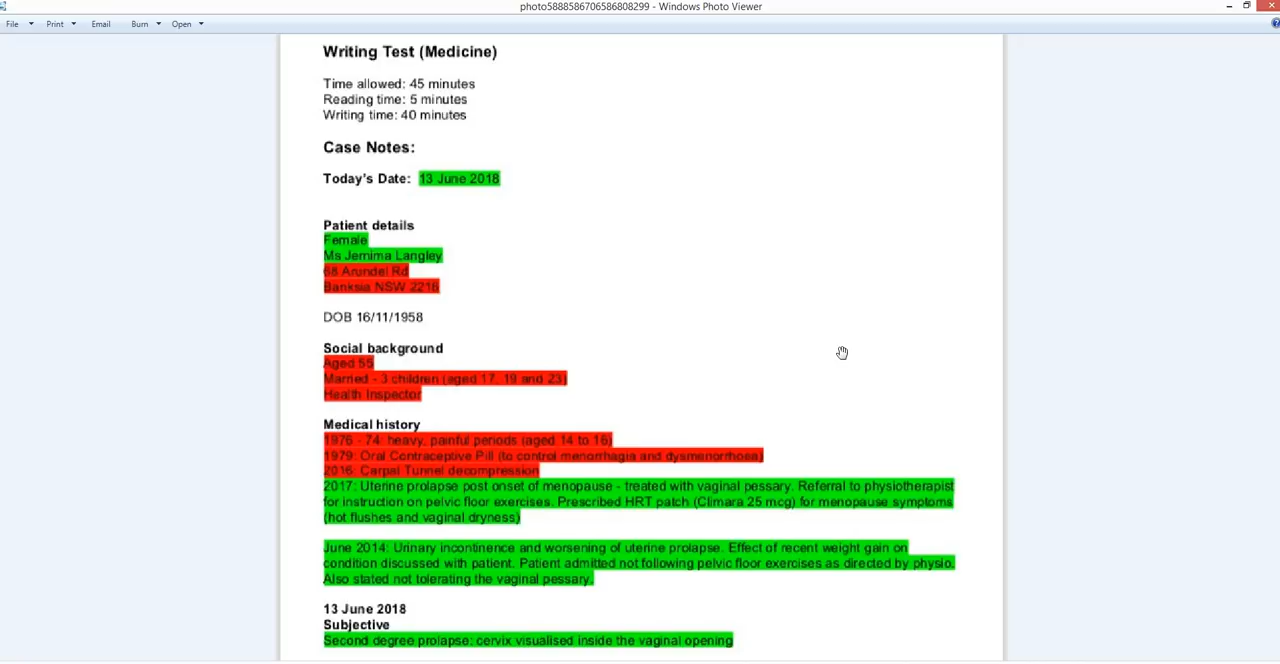 photo5888586706586808299 - Windows Photo Viewer
File Print Email Burn Open
Writing Test (Medicine)
Time allowed: 45 minutes
Reading time: 5 minutes
Writing time: 40 minutes
Case Notes:
Today's Date: 13 June 2018
Patient details
Female
Ms Jemima Langley
68 Arundel Rd
Banksia NSW 2216
DOB 16/11/1958
Social background
Aged 55
Married - 3 children (aged 17, 19 and 23)
Health Inspector
Medical history
1976 - 74: heavy, painful periods (aged 14 to 16)
1979: Oral Contraceptive Pill (to control menorrhagia and dysmenorrhoea)
2016: Carpal Tunnel decompression
2017: Uterine prolapse post onset of menopause - treated with vaginal pessary. Referral to physiotherapist
for instruction on pelvic floor exercises. Prescribed HRT patch (Climara 25 mcg) for menopause symptoms
(hot flushes and vaginal dryness)
June 2014: Urinary incontinence and worsening of uterine prolapse. Effect of recent weight gain on
condition discussed with patient. Patient admitted not following pelvic floor exercises as directed by physio.
Also stated not tolerating the vaginal pessary.
13 June 2018
Subjective
Second degree prolapse: cervix visualised inside the vaginal opening